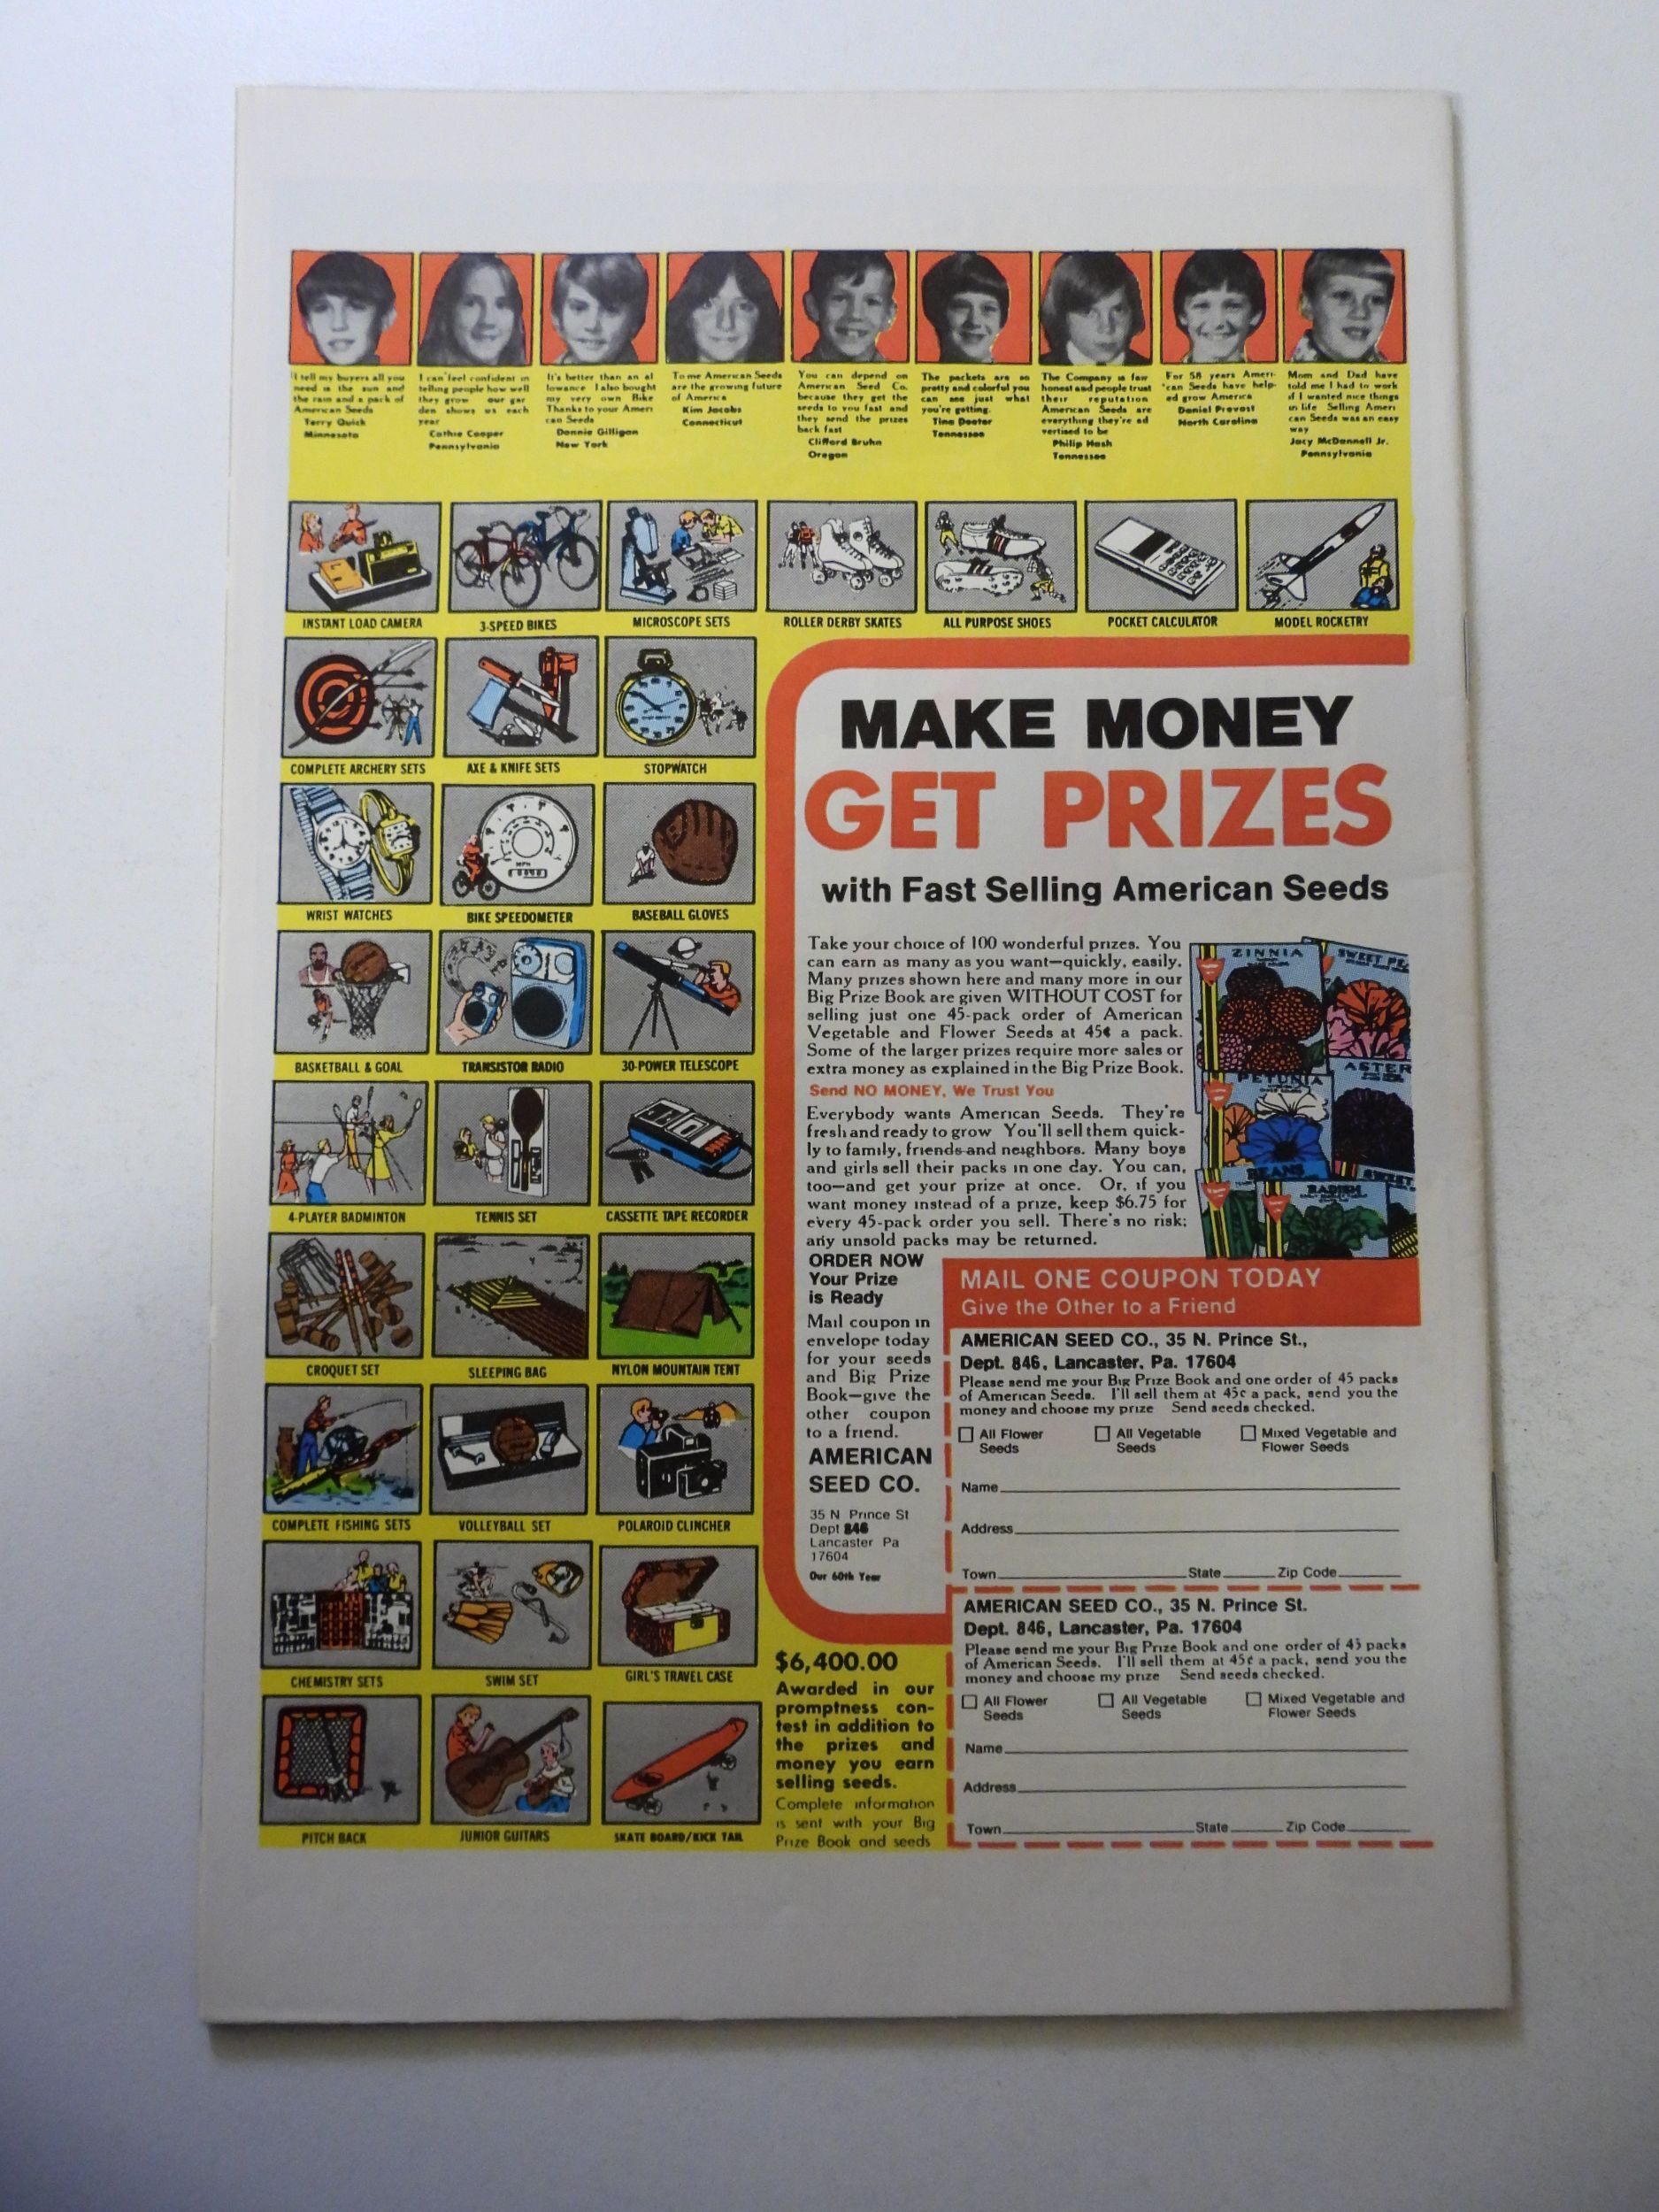 I tell my buyers all you
need is the sun and
the rain and a pack of
American Seeds
Terry Quick
Minnesota
I can feel confident in
telling people how well
they grow our gar
den shows us each
year
Cathie Cooper
Pennsylvania
It's better than an al
lowance I also bought
my very own Bike
Thanks to your Ameri
can Seeds
Donnie Gilligan
New York
To me American Seeds
are the growing future
of America
Kim Jacobs
Connecticut
You can depend on
American Seed Co.
because they get the
seeds to you fast and
they send the prizes
back fast
Clifford Bruhn
Oregon
The packets are so
pretty and colorful you
can see just what
you're getting.
Tina Deeter
Tennessee
The Company is fair
honest and people trust
their reputation
American Seeds are
everything they're ad
vertised to be
Philip Hash
Tennessee
For 58 years Ameri-
can Seeds have help-
ed grow America
Daniel Provost
North Carolina
Mom and Dad have
told me I had to work
if I wanted nice things
in life Selling Ameri
can Seeds was an easy
way
Jacy McDonnell Jr.
Pennsylvania
INSTANT LOAD CAMERA
3-SPEED BIKES
MICROSCOPE SETS
ROLLER DERBY SKATES
ALL PURPOSE SHOES
POCKET CALCULATOR
MODEL ROCKETRY
COMPLETE ARCHERY SETS
AXE & KNIFE SETS
STOPWATCH
WRIST WATCHES
MPH
BIKE SPEEDOMETER
BASEBALL GLOVES
BASKETBALL & GOAL
TRANSISTOR RADIO
30-POWER TELESCOPE
4-PLAYER BADMINTON
TENNIS SET
CASSETTE TAPE RECORDER
CROQUET SET
SLEEPING BAG
NYLON MOUNTAIN TENT
COMPLETE FISHING SETS
VOLLEYBALL SET
POLAROID CLINCHER
CHEMISTRY SETS
SWIM SET
GIRL'S TRAVEL CASE
PITCH BACK
JUNIOR GUITARS
SKATE BOARD/KICK TAIL
MAKE MONEY
GET PRIZES
with Fast Selling American Seeds
Take your choice of 100 wonderful prizes. You
can earn as many as you want—quickly, easily.
Many prizes shown here and many more in our
Big Prize Book are given WITHOUT COST for
selling just one 45-pack order of American
Vegetable and Flower Seeds at 45¢ a pack.
Some of the larger prizes require more sales or
extra money as explained in the Big Prize Book.
Send NO MONEY, We Trust You
Everybody wants American Seeds. They're
fresh and ready to grow You'll sell them quick-
ly to family, friends and neighbors. Many boys
and girls sell their packs in one day. You can,
too—and get your prize at once. Or, if you
want money instead of a prize, keep $6.75 for
every 45-pack order you sell. There's no risk;
any unsold packs may be returned.
ZINNIA
SWEET PE
PETUNIA
ASTER
BEANS
RADISH
SWEET
ORDER NOW
Your Prize
is Ready
Mail coupon in
envelope today
for your seeds
and Big Prize
Book—give the
other coupon
to a friend.
AMERICAN
SEED CO.
35 N Prince St
Dept 846
Lancaster Pa
17604
Our 60th Year
$6,400.00
Awarded in our
promptness con-
test in addition to
the prizes and
money you earn
selling seeds.
Complete information
is sent with your Big
Prize Book and seeds
MAIL ONE COUPON TODAY
Give the Other to a Friend
AMERICAN SEED CO., 35 N. Prince St.,
Dept. 846, Lancaster, Pa. 17604
Please send me your Big Prize Book and one order of 45 packs
of American Seeds. I'll sell them at 45¢ a pack, send you the
money and choose my prize Send seeds checked.
All Flower Seeds
All Vegetable Seeds
Mixed Vegetable and Flower Seeds
Name
Address
Town State Zip Code
AMERICAN SEED CO., 35 N. Prince St.
Dept. 846, Lancaster, Pa. 17604
Please send me your Big Prize Book and one order of 45 packs
of American Seeds. I'll sell them at 45¢ a pack, send you the
money and choose my prize Send seeds checked.
All Flower Seeds
All Vegetable Seeds
Mixed Vegetable and Flower Seeds
Name
Address
Town State Zip Code